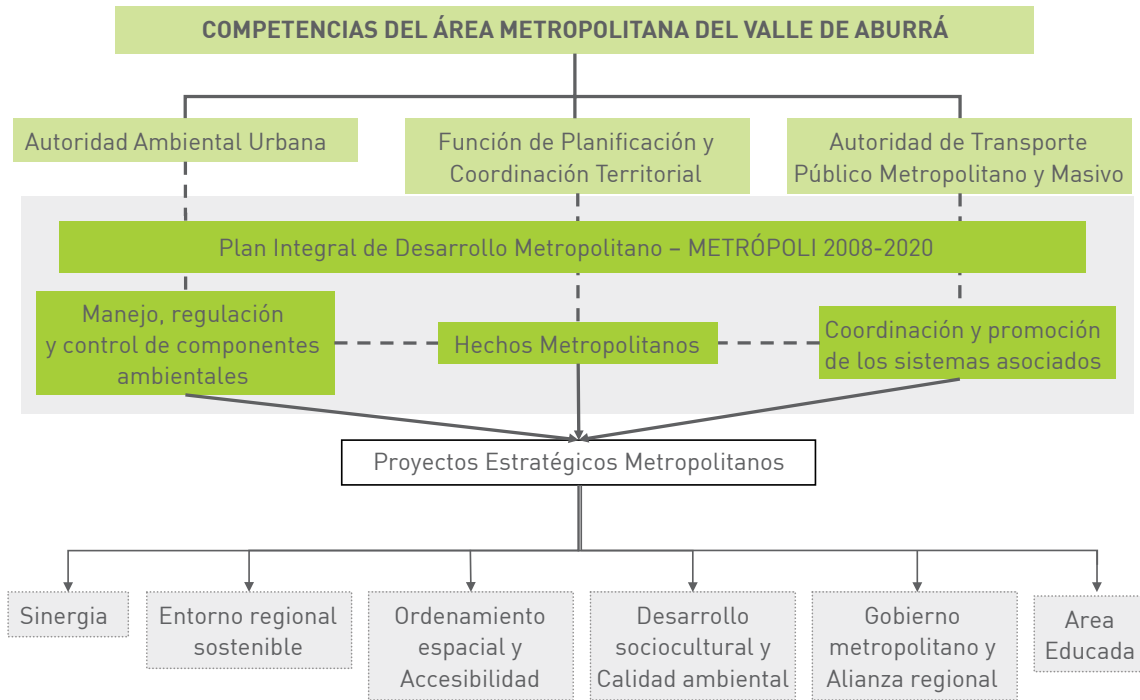 COMPETENCIAS DEL ÁREA METROPOLITANA DEL VALLE DE ABURRÁ
Autoridad Ambiental Urbana
Función de Planificación y
Coordinación Territorial
Autoridad de Transporte
Público Metropolitano y Masivo
Plan Integral de Desarrollo Metropolitano – METRÓPOLI 2008-2020
Manejo, regulación
y control de componentes
ambientales
Hechos Metropolitanos
Coordinación y promoción
de los sistemas asociados
Proyectos Estratégicos Metropolitanos
Sinergia
Entorno regional
sostenible
Ordenamiento
espacial y
Accesibilidad
Desarrollo
sociocultural y
Calidad ambiental
Gobierno
metropolitano y
Alianza regional
Area
Educada